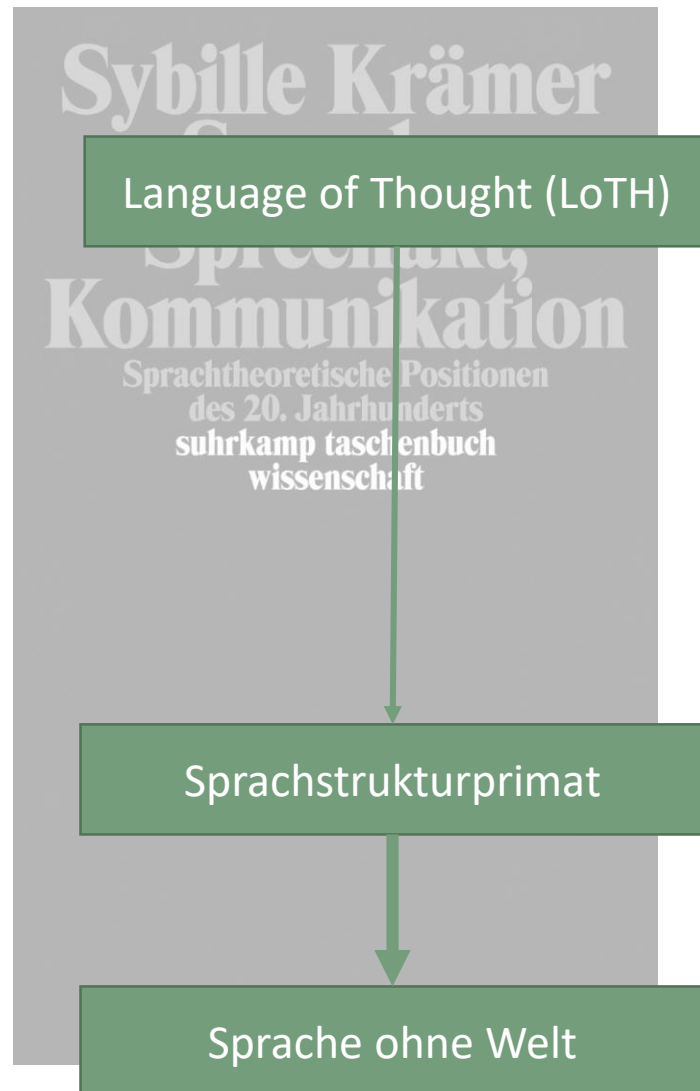 Sybille Krämer
Language of Thought (LoTH)
Sprechakt,
Kommunikation
Sprachtheoretische Positionen
des 20. Jahrhunderts
suhrkamp taschenbuch
wissenschaft
Sprachstrukturprimat
Sprache ohne Welt